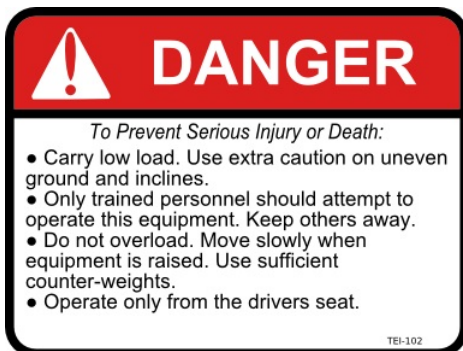 DANGER
To Prevent Serious Injury or Death:
● Carry low load. Use extra caution on uneven
ground and inclines.
● Only trained personnel should attempt to
operate this equipment. Keep others away.
● Do not overload. Move slowly when
equipment is raised. Use sufficient
counter-weights.
● Operate only from the drivers seat.
TEI-102